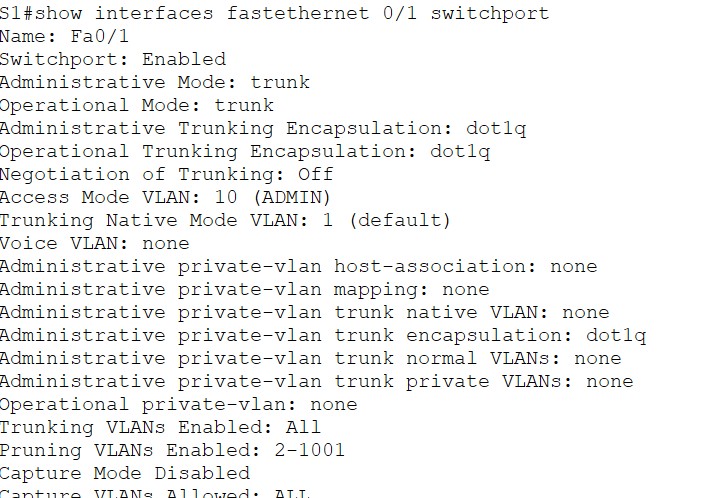 S1#show interfaces fastethernet 0/1 switchport
Name: Fa0/1
Switchport: Enabled
Administrative Mode: trunk
Operational Mode: trunk
Administrative Trunking Encapsulation: dot1q
Operational Trunking Encapsulation: dot1q
Negotiation of Trunking: Off
Access Mode VLAN: 10 (ADMIN)
Trunking Native Mode VLAN: 1 (default)
Voice VLAN: none
Administrative private-vlan host-association: none
Administrative private-vlan mapping: none
Administrative private-vlan trunk native VLAN: none
Administrative private-vlan trunk encapsulation: dot1q
Administrative private-vlan trunk normal VLANs: none
Administrative private-vlan trunk private VLANs: none
Operational private-vlan: none
Trunking VLANs Enabled: All
Pruning VLANs Enabled: 2-1001
Capture Mode Disabled
Capture VLANs Allowed: ALL